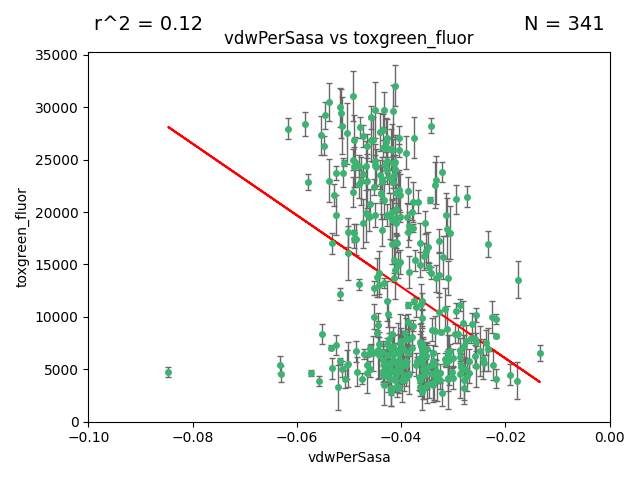 r^2 = 0.12
N = 341
vdwPerSasa vs toxgreen_fluor
35000
30000
25000
20000
15000
10000
5000
0
toxgreen_fluor
−0.10
−0.08
−0.06
−0.04
−0.02
0.00
vdwPerSasa